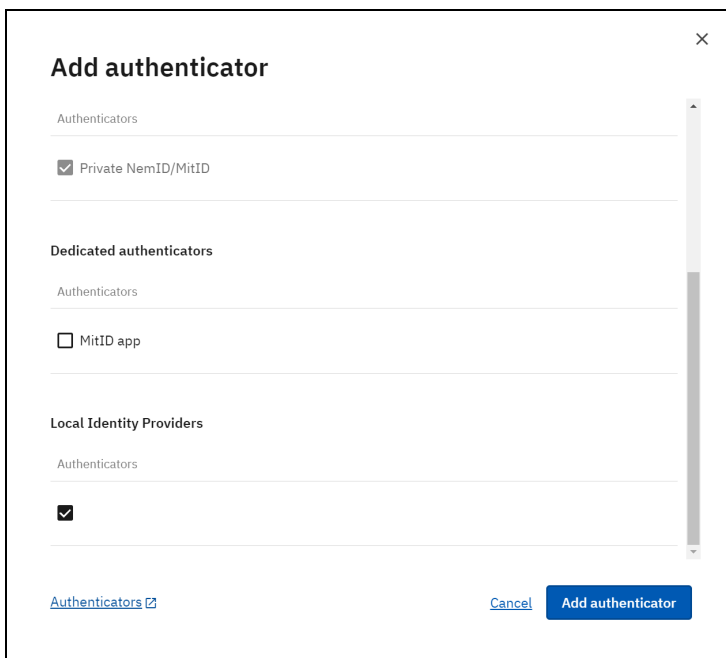 Add authenticator
Authenticators
Private NemID/MitID
Dedicated authenticators
Authenticators
MitID app
Local Identity Providers
Authenticators
Authenticators
Cancel
Add authenticator